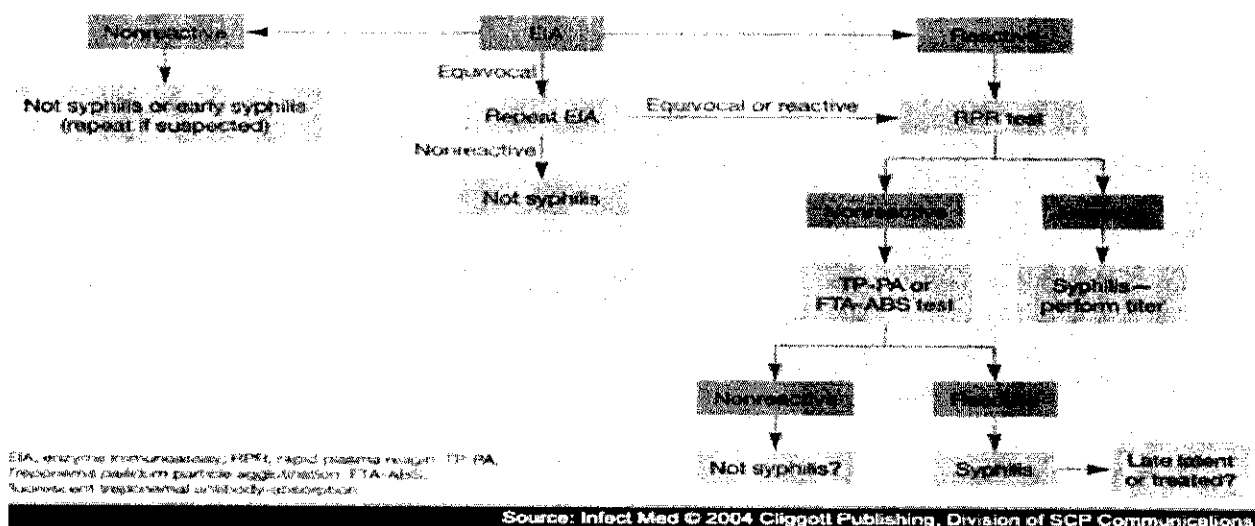 Nonreactive
EIA
Reactive
Equivocal
Not syphilis or early syphilis
(repeat if suspected)
Repeat EIA
Equivocal or reactive
RPR test
Nonreactive
Not syphilis
Nonreactive
Reactive
TP-PA or
FTA-ABS test
Syphilis—
perform titer
Nonreactive
Reactive
Not syphilis?
Syphilis
Late latent
or treated?
EIA, enzyme immunoassay; RPR, rapid plasma reagin; TP-PA,
Treponema pallidum particle agglutination; FTA-ABS,
fluorescent treponemal antibody-absorption.
Source: Infect Med © 2004 Cliggott Publishing, Division of SCP Communications